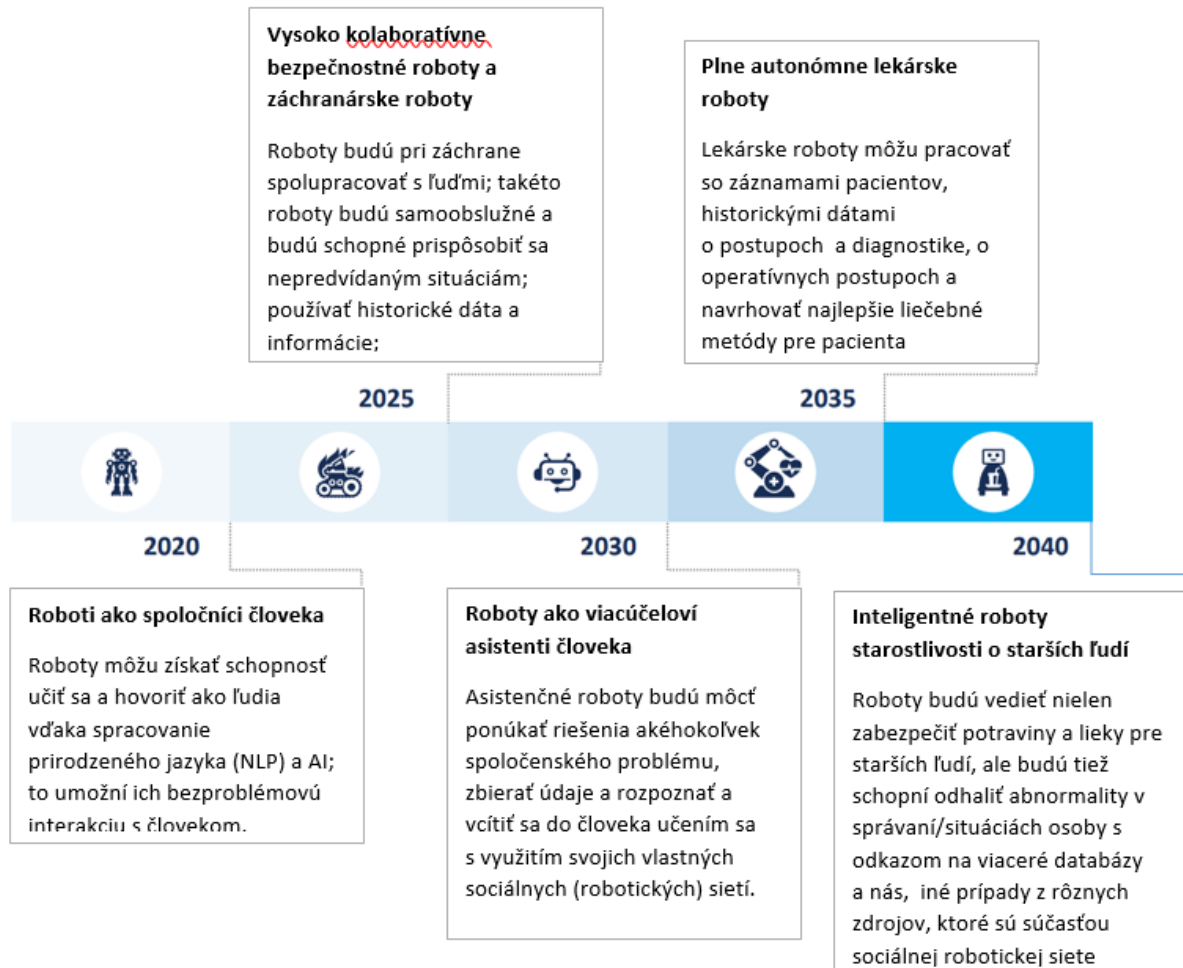 Vysoko kolaboratívne
bezpečnostné roboty a
záchranárske roboty
Roboty budú pri záchrane
spolupracovať s ľuďmi; takéto
roboty budú samoobslužné a
budú schopné prispôsobiť sa
nepredvídaným situáciám;
používať historické dáta a
informácie;
Plne autonómne lekárske
roboty
Lekárske roboty môžu pracovať
so záznamami pacientov,
historickými dátami
o postupoch a diagnostike, o
operatívnych postupoch a
navrhovať najlepšie liečebné
metódy pre pacienta
2025
2035
2020
2030
2040
Roboti ako spoločníci človeka
Roboty môžu získať schopnosť
učiť sa a hovoriť ako ľudia
vďaka spracovanie
prirodzeného jazyka (NLP) a AI;
to umožní ich bezproblémovú
interakciu s človekom.
Roboty ako viacúčeloví
asistenti človeka
Asistenčné roboty budú môcť
ponúkať riešenia akéhokoľvek
spoločenského problému,
zbierať údaje a rozpoznať a
vcítiť sa do človeka učením sa
s využitím svojich vlastných
sociálnych (robotických) sietí.
Inteligentné roboty
starostlivosti o starších ľudí
Roboty budú vedieť nielen
zabezpečiť potraviny a lieky pre
starších ľudí, ale budú tiež
schopní odhaliť abnormality v
správaní/situáciách osoby s
odkazom na viaceré databázy
a nás, iné prípady z rôznych
zdrojov, ktoré sú súčasťou
sociálnej robotickej siete